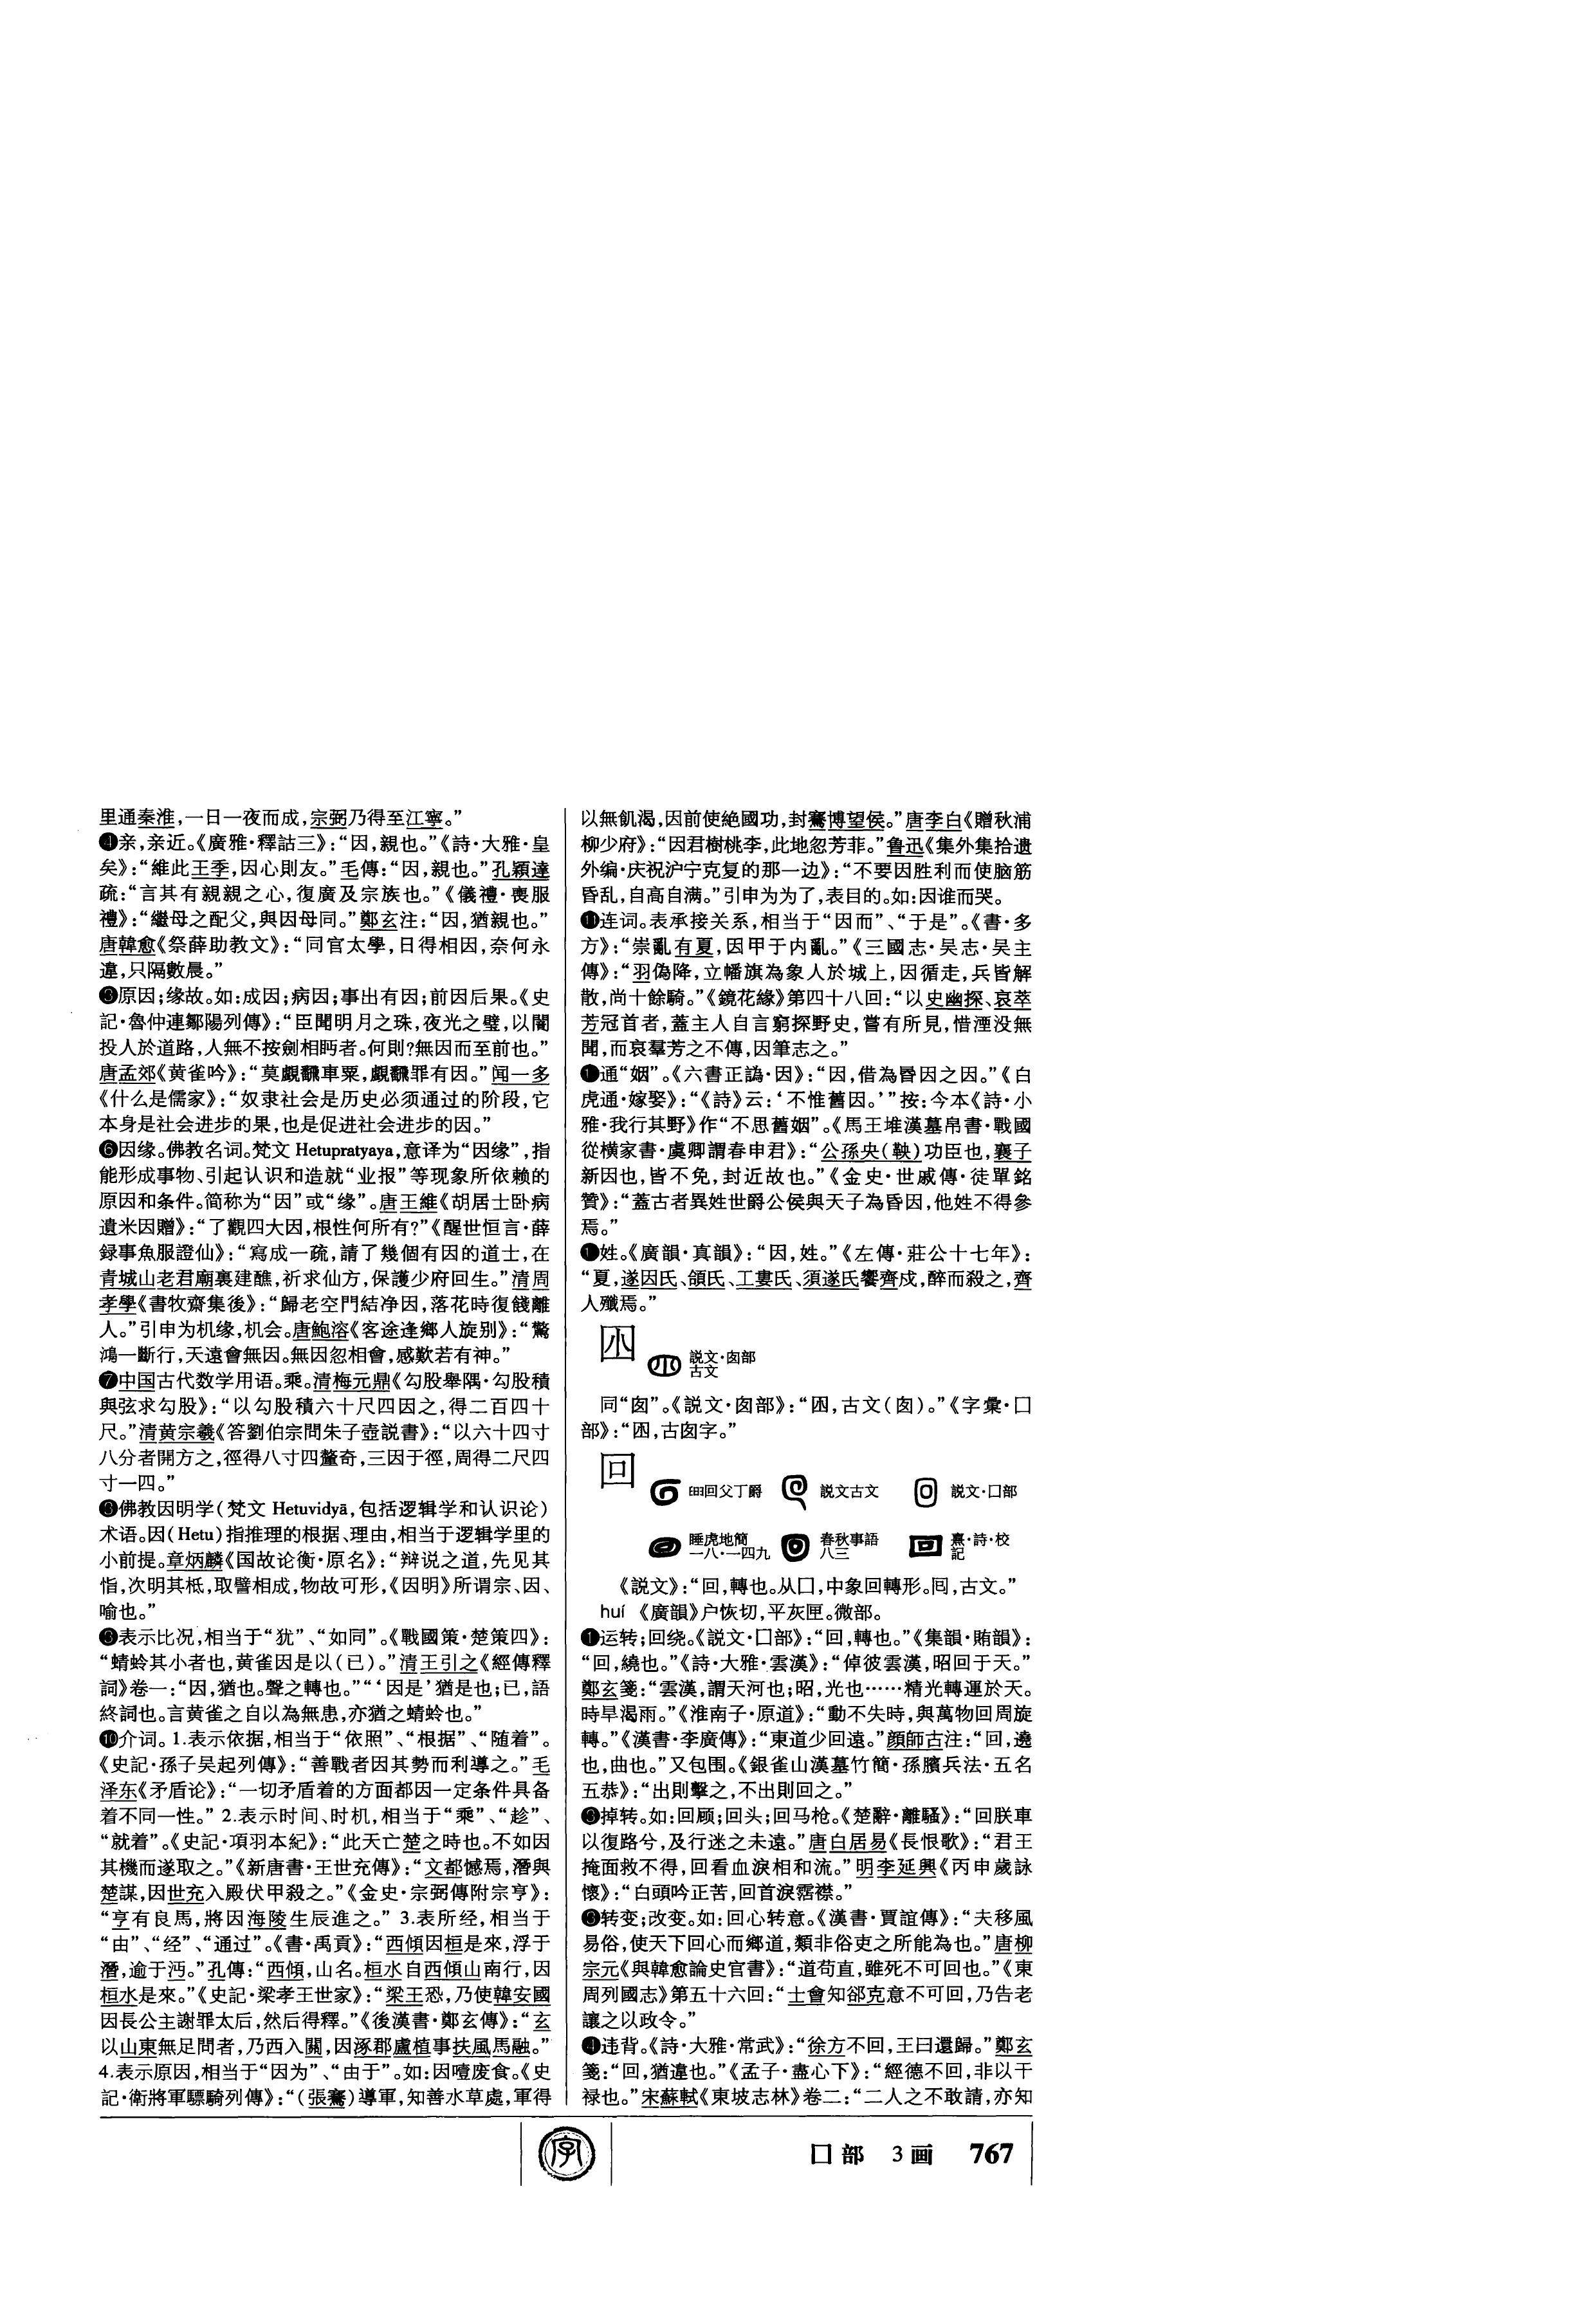 里通秦淮，一日一夜而成，宗弼乃得至江寧。”
❹亲，亲近。《廣雅·釋詁三》：“因，親也。”《詩·大雅·皇
矣》：“維此王季，因心則友。”毛傳：“因，親也。”孔穎達
疏：“言其有親親之心，復廣及宗族也。”《儀禮·喪服
禮》：“繼母之配父，與因母同。”鄭玄注：“因，猶親也。”
唐韓愈《祭薛助教文》：“同官太學，日得相因，奈何永
違，只隔數晨。”
原因；缘故。如：成因；病因；事出有因；前因后果。《史
記·魯仲連鄒陽列傳》：“臣聞明月之珠，夜光之璧，以闇
投人於道路，人無不按劍相眄者。何則？無因而至前也。”
唐孟郊《黄雀吟》：“莫覷翻車粟，覷翻罪有因。”闻一多
《什么是儒家》：“奴隶社会是历史必须通过的阶段，它
本身是社会进步的果，也是促进社会进步的因。”
❻因缘。佛教名词。梵文 Hetupratyaya，意译为“因缘”，指
能形成事物、引起认识和造就“业报”等现象所依赖的
原因和条件。简称为“因”或“缘”。唐王維《胡居士卧病
遺米因贈》：“了觀四大因，根性何所有？”《醒世恒言·薛
録事魚服證仙》：“寫成一疏，請了幾個有因的道士，在
青城山老君廟裏建醮，祈求仙方，保護少府回生。”清周
孝學《書牧齋集後》：“歸老空門結净因，落花時復餞離
人。”引申为机缘，机会。唐鮑溶《客途逢鄉人旋别》：“驚
鴻一斷行，天遠會無因。無因忽相會，感歎若有神。”
❼中国古代数学用语。乘。清梅元鼎《勾股舉隅·勾股積
與弦求勾股》：“以勾股積六十尺四因之，得二百四十
尺。”清黄宗羲《答劉伯宗問朱子壺説書》：“以六十四寸
八分者開方之，徑得八寸四釐奇，三因于徑，周得二尺四
寸一四。”
佛教因明学（梵文 Hetuvidyā，包括逻辑学和认识论）
术语。因（Hetu）指推理的根据、理由，相当于逻辑学里的
小前提。章炳麟《国故论衡·原名》：“辩说之道，先见其
恉，次明其柢，取譬相成，物故可形，《因明》所谓宗、因、
喻也。”
表示比况，相当于“犹”、“如同”。《戰國策·楚策四》：
“蜻蛉其小者也，黄雀因是以（已）。”清王引之《經傳釋
詞》卷一：“因，猶也。聲之轉也。”“‘因是’猶是也；已，語
終詞也。言黄雀之自以為無患，亦猶之蜻蛉也。”
❿介词。1.表示依据，相当于“依照”、“根据”、“随着”。
《史記·孫子吴起列傳》：“善戰者因其勢而利導之。”毛
泽东《矛盾论》：“一切矛盾着的方面都因一定条件具备
着不同一性。” 2.表示时间、时机，相当于“乘”、“趁”、
“就着”。《史記·項羽本紀》：“此天亡楚之時也。不如因
其機而遂取之。”《新唐書·王世充傳》：“文都憾焉，潛與
楚謀，因世充入殿伏甲殺之。”《金史·宗弼傳附宗亨》：
“亨有良馬，將因海陵生辰進之。” 3.表所经，相当于
“由”、“经”、“通过”。《書·禹貢》：“西傾因桓是來，浮于
潛，逾于沔。”孔傳：“西傾，山名。桓水自西傾山南行，因
桓水是來。”《史記·梁孝王世家》：“梁王恐，乃使韓安國
因長公主謝罪太后，然后得釋。”《後漢書·鄭玄傳》：“玄
以山東無足問者，乃西入關，因涿郡盧植事扶風馬融。”
4.表示原因，相当于“因为”、“由于”。如：因噎废食。《史
記·衛將軍驃騎列傳》：“（張騫）導軍，知善水草處，軍得
以無飢渴，因前使絶國功，封騫博望侯。”唐李白《贈秋浦
柳少府》：“因君樹桃李，此地忽芳菲。”鲁迅《集外集拾遗
外编·庆祝沪宁克复的那一边》：“不要因胜利而使脑筋
昏乱，自高自满。”引申为为了，表目的。如：因谁而哭。
⓫连词。表承接关系，相当于“因而”、“于是”。《書·多
方》：“崇亂有夏，因甲于内亂。”《三國志·吴志·吴主
傳》：“羽偽降，立幡旗為象人於城上，因循走，兵皆解
散，尚十餘騎。”《鏡花緣》第四十八回：“以史幽探、哀萃
芳冠首者，蓋主人自言窮探野史，嘗有所見，惜湮没無
聞，而哀羣芳之不傳，因筆志之。”
通“姻”。《六書正譌·因》：“因，借為昏因之因。”《白
虎通·嫁娶》：“《詩》云：‘不惟舊因。’”按：今本《詩·小
雅·我行其野》作“不思舊姻”。《馬王堆漢墓帛書·戰國
從横家書·虞卿謂春申君》：“公孫央（鞅）功臣也，襄子
新因也，皆不免，封近故也。”《金史·世戚傳·徒單銘
贊》：“蓋古者異姓世爵公侯與天子為昏因，他姓不得參
焉。”
姓。《廣韻·真韻》：“因，姓。”《左傳·莊公十七年》：
“夏，遂因氏、頜氏、工婁氏、須遂氏饗齊戍，醉而殺之，齊
人殲焉。”
囦 説文·囱部
古文
同“囱”。《説文·囱部》：“囦，古文（囱）。”《字彙·囗
部》：“囦，古囱字。”
回 回父丁爵 説文古文 説文·囗部
睡虎地簡
一八·一四九 春秋事語
八三 熹·詩·校
記
《説文》：“回，轉也。从囗，中象回轉形。囘，古文。”
huí 《廣韻》户恢切，平灰匣。微部。
❶运转；回绕。《説文·囗部》：“回，轉也。”《集韻·賄韻》：
“回，繞也。”《詩·大雅·雲漢》：“倬彼雲漢，昭回于天。”
鄭玄箋：“雲漢，謂天河也；昭，光也……精光轉運於天。
時旱渴雨。”《淮南子·原道》：“動不失時，與萬物回周旋
轉。”《漢書·李廣傳》：“東道少回遠。”顔師古注：“回，遶
也，曲也。”又包围。《銀雀山漢墓竹簡·孫臏兵法·五名
五恭》：“出則擊之，不出則回之。”
掉转。如：回顾；回头；回马枪。《楚辭·離騷》：“回朕車
以復路兮，及行迷之未遠。”唐白居易《長恨歌》：“君王
掩面救不得，回看血淚相和流。”明李延興《丙申歲詠
懷》：“白頭吟正苦，回首淚霑襟。”
❸转变；改变。如：回心转意。《漢書·賈誼傳》：“夫移風
易俗，使天下回心而鄉道，類非俗吏之所能為也。”唐柳
宗元《與韓愈論史官書》：“道苟直，雖死不可回也。”《東
周列國志》第五十六回：“士會知郤克意不可回，乃告老
讓之以政令。”
❹违背。《詩·大雅·常武》：“徐方不回，王曰還歸。”鄭玄
箋：“回，猶違也。”《孟子·盡心下》：“經德不回，非以干
禄也。”宋蘇軾《東坡志林》卷二：“二人之不敢請，亦知
字
囗部 3画 767